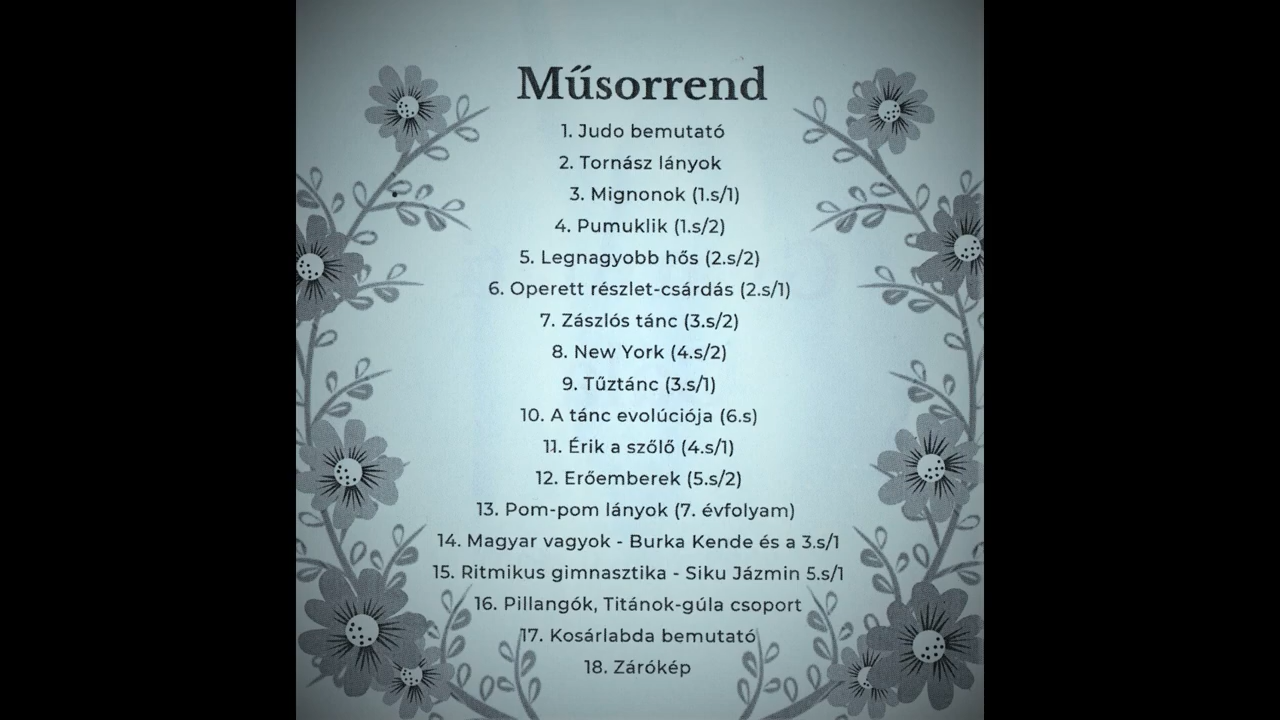 Műsorrend
1. Judo bemutató
2. Tornász lányok
3. Mignonok (1.s/1)
4. Pumuklik (1.s/2)
5. Legnagyobb hős (2.s/2)
6. Operett részlet-csárdás (2.s/1)
7. Zászlós tánc (3.s/2)
8. New York (4.s/2)
9. Tűztánc (3.s/1)
10. A tánc evolúciója (6.s)
11. Érik a szőlő (4.s/1)
12. Erőemberek (5.s/2)
13. Pom-pom lányok (7. évfolyam)
14. Magyar vagyok - Burka Kende és a 3.s/1
15. Ritmikus gimnasztika - Siku Jázmin 5.s/1
16. Pillangók, Titánok-gúla csoport
17. Kosárlabda bemutató
18. Zárókép